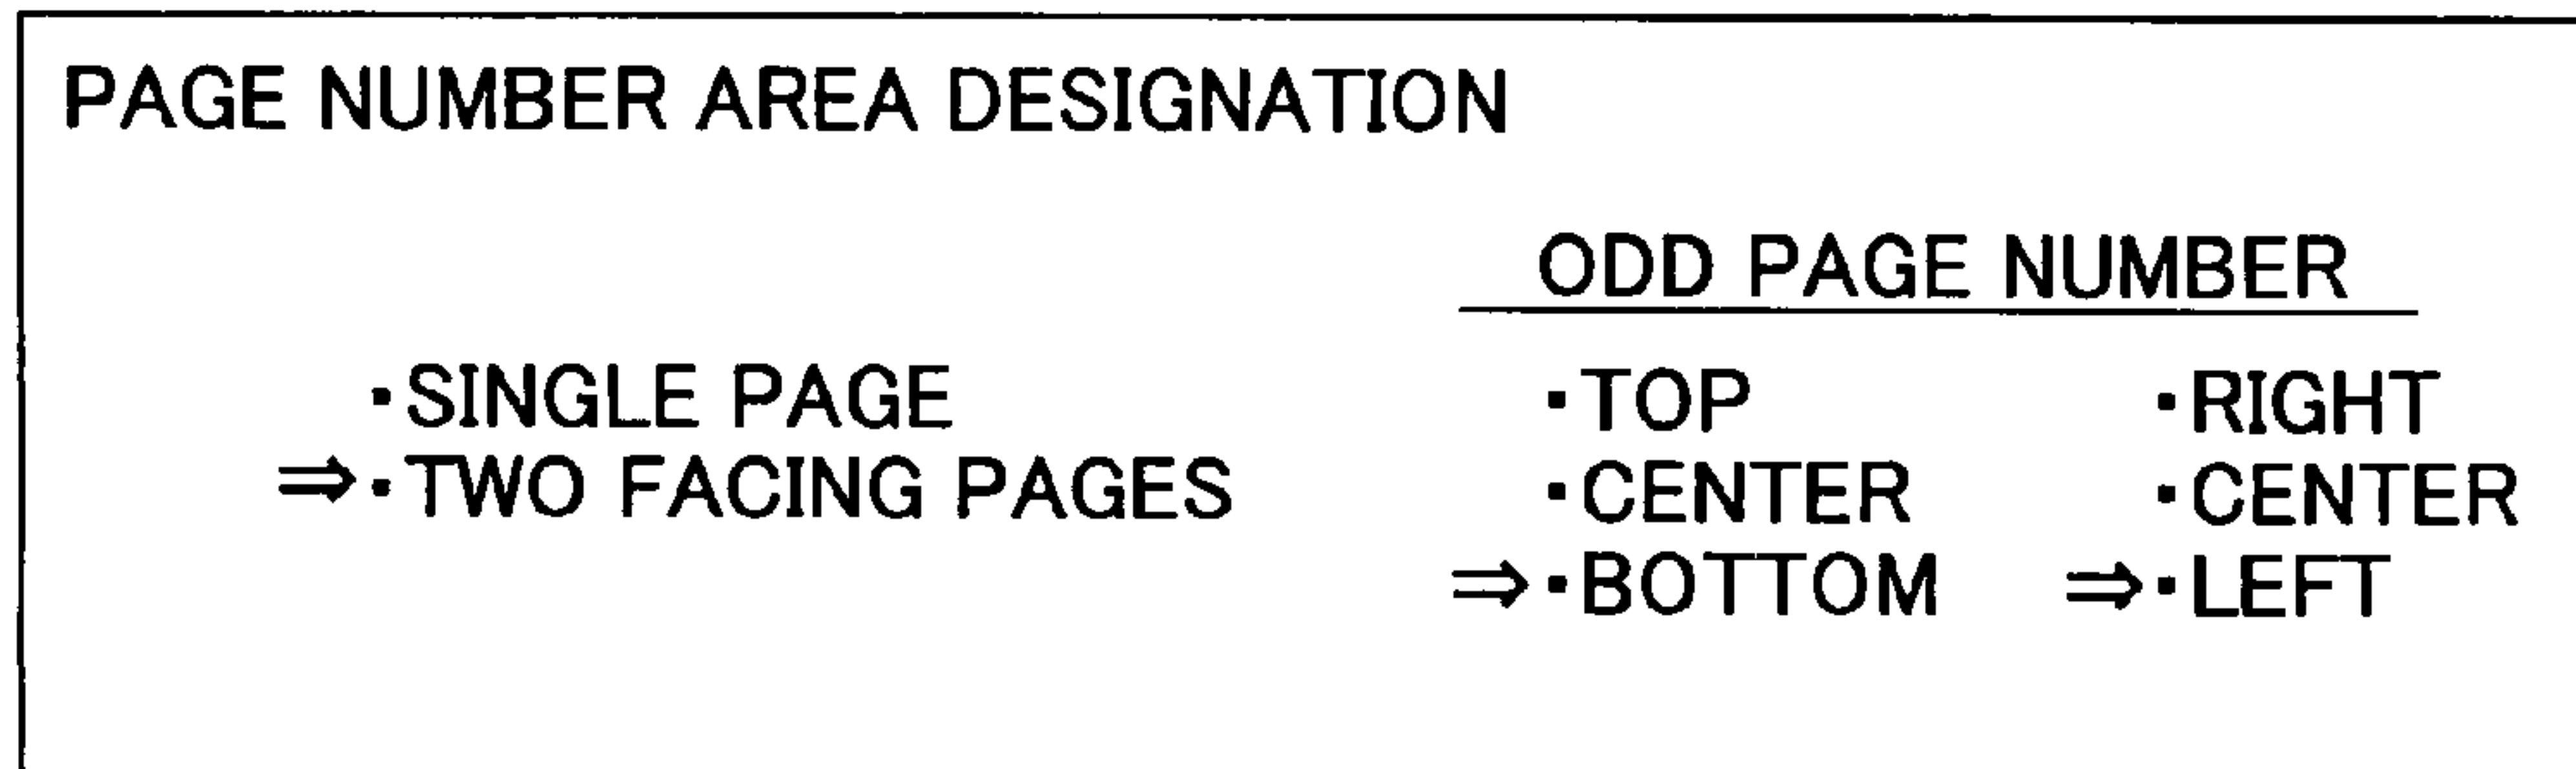 PAGE NUMBER AREA DESIGNATION
ODD PAGE NUMBER
・SINGLE PAGE ・TOP ・RIGHT
⇒・TWO FACING PAGES ・CENTER ・CENTER
⇒・BOTTOM ⇒・LEFT